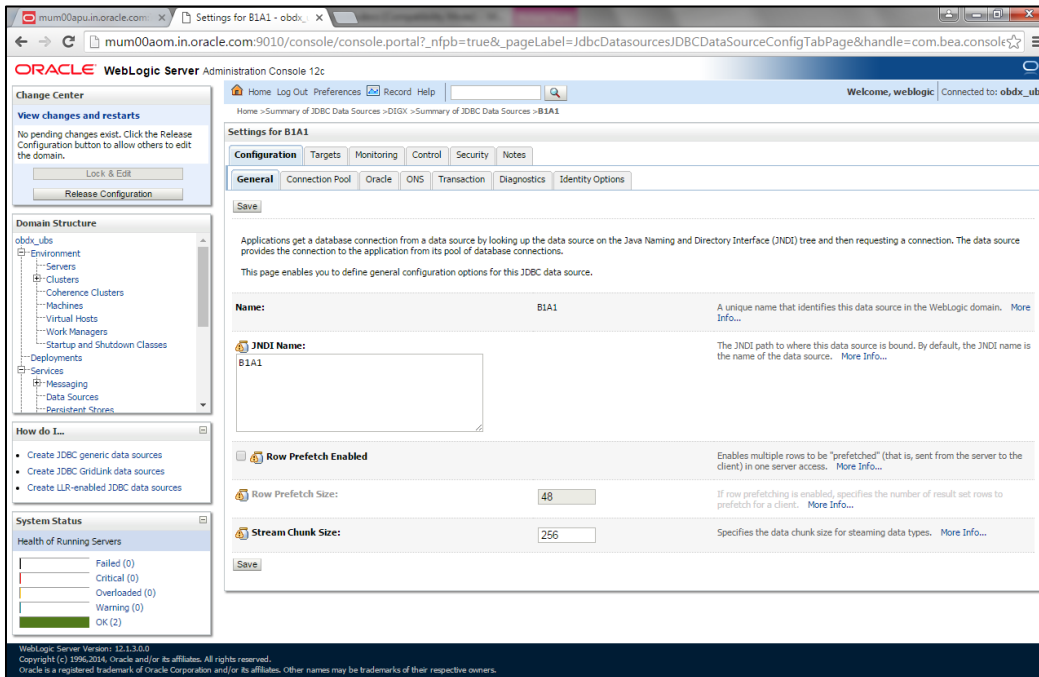 mum00apu.in.oracle.com
Settings for B1A1 - obdx_
mum00aom.in.oracle.com:9010/console/console.portal?_nfpb=true&_pageLabel=JdbcDatasourcesJDBCDataSourceConfigTabPage&handle=com.bea.console
ORACLE WebLogic Server Administration Console 12c
Change Center
View changes and restarts
No pending changes exist. Click the Release
Configuration button to allow others to edit
the domain.
Lock & Edit
Release Configuration
Domain Structure
obdx_ubs
Environment
Servers
Clusters
Coherence Clusters
Machines
Virtual Hosts
Work Managers
Startup and Shutdown Classes
Deployments
Services
Messaging
Data Sources
Persistent Stores
How do I...
Create JDBC generic data sources
Create JDBC GridLink data sources
Create LLR-enabled JDBC data sources
System Status
Health of Running Servers
Failed (0)
Critical (0)
Overloaded (0)
Warning (0)
OK (2)
Home Log Out Preferences Record Help
Welcome, weblogic Connected to: obdx_ub
Home >Summary of JDBC Data Sources >DIGX >Summary of JDBC Data Sources >B1A1
Settings for B1A1
Configuration Targets Monitoring Control Security Notes
General Connection Pool Oracle ONS Transaction Diagnostics Identity Options
Save
Applications get a database connection from a data source by looking up the data source on the Java Naming and Directory Interface (JNDI) tree and then requesting a connection. The data source
provides the connection to the application from its pool of database connections.
This page enables you to define general configuration options for this JDBC data source.
Name: B1A1 A unique name that identifies this data source in the WebLogic domain. More
Info...
JNDI Name: The JNDI path to where this data source is bound. By default, the JNDI name is
the name of the data source. More Info...
B1A1
Row Prefetch Enabled Enables multiple rows to be "prefetched" (that is, sent from the server to the
client) in one server access. More Info...
Row Prefetch Size: 48 If row prefetching is enabled, specifies the number of result set rows to
prefetch for a client. More Info...
Stream Chunk Size: 256 Specifies the data chunk size for steaming data types. More Info...
Save
WebLogic Server Version: 12.1.3.0.0
Copyright (c) 1996,2014, Oracle and/or its affiliates. All rights reserved.
Oracle is a registered trademark of Oracle Corporation and/or its affiliates. Other names may be trademarks of their respective owners.